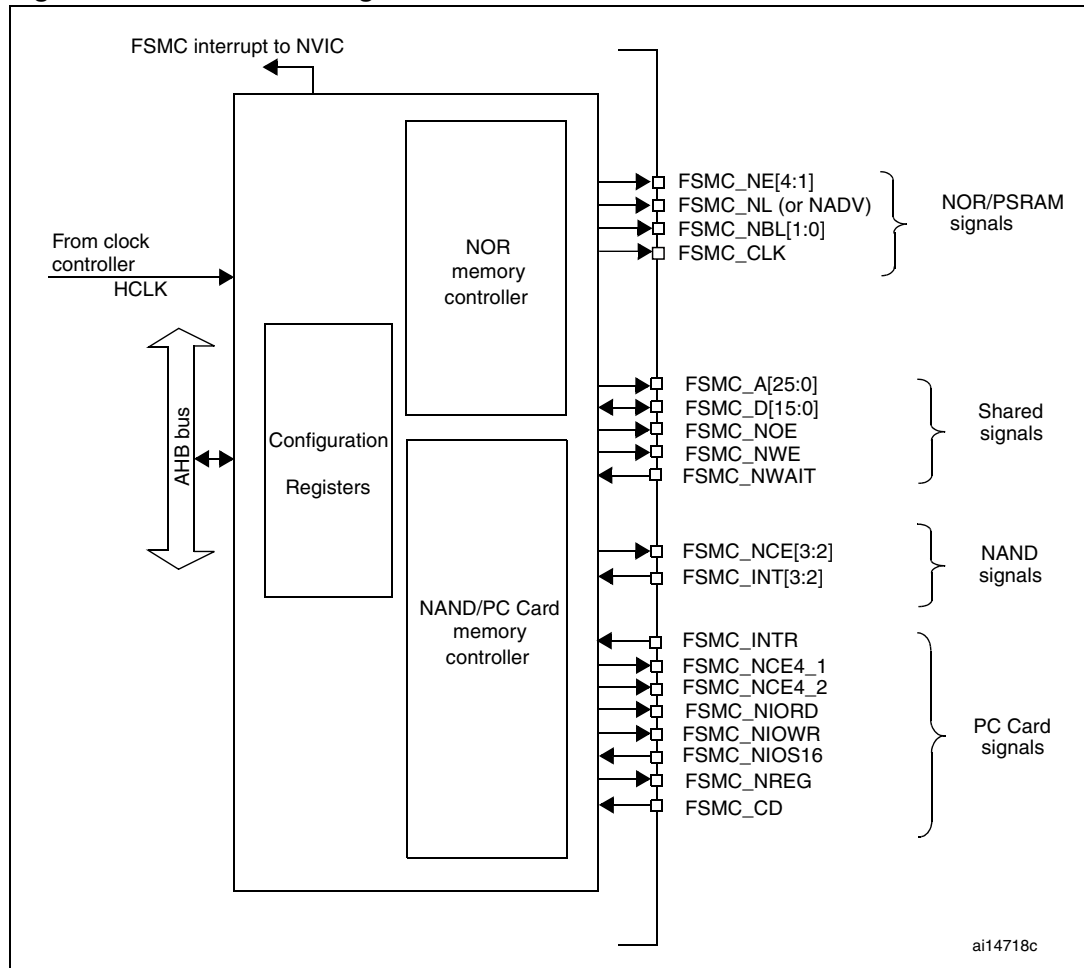 FSMC interrupt to NVIC
From clock
controller
HCLK
AHB bus
Configuration
Registers
NOR
memory
controller
NAND/PC Card
memory
controller
FSMC_NE[4:1]
FSMC_NL (or NADV)
FSMC_NBL[1:0]
FSMC_CLK
NOR/PSRAM
signals
FSMC_A[25:0]
FSMC_D[15:0]
FSMC_NOE
FSMC_NWE
FSMC_NWAIT
Shared
signals
FSMC_NCE[3:2]
FSMC_INT[3:2]
NAND
signals
FSMC_INTR
FSMC_NCE4_1
FSMC_NCE4_2
FSMC_NIORD
FSMC_NIOWR
FSMC_NIOS16
FSMC_NREG
FSMC_CD
PC Card
signals
ai14718c